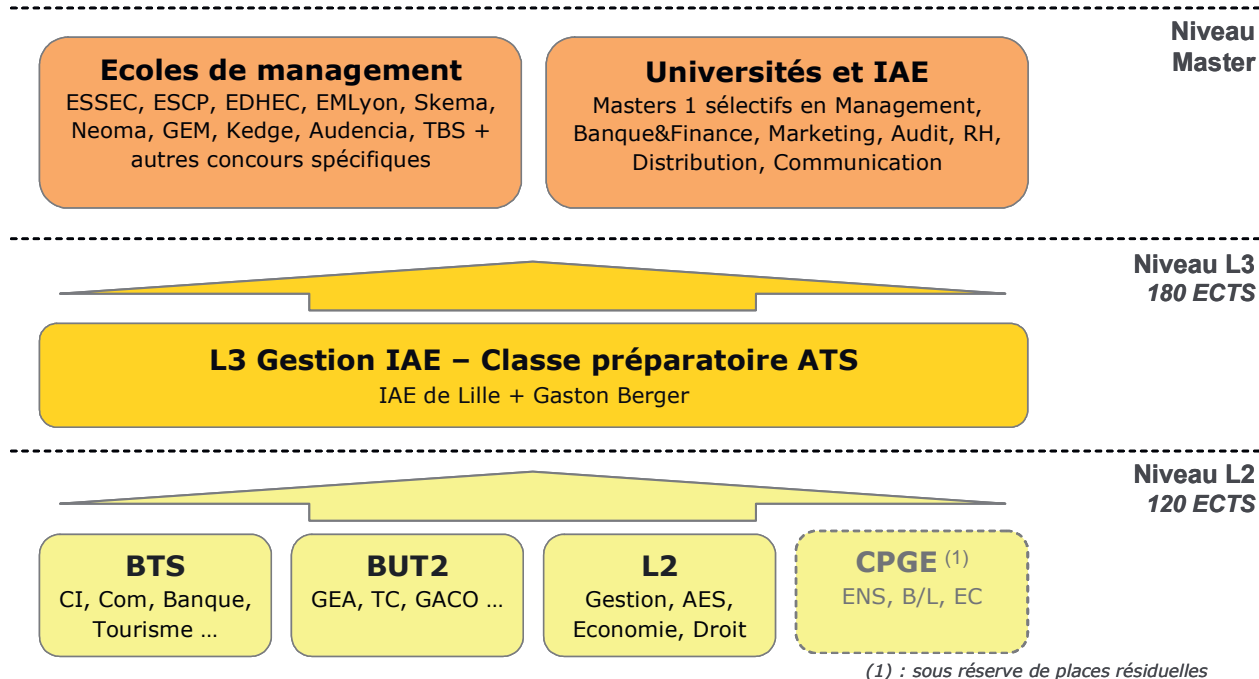 Niveau
Master
Ecoles de management
ESSEC, ESCP, EDHEC, EMLyon, Skema,
Neoma, GEM, Kedge, Audencia, TBS +
autres concours spécifiques
Universités et IAE
Masters 1 sélectifs en Management,
Banque&Finance, Marketing, Audit, RH,
Distribution, Communication
Niveau L3
180 ECTS
L3 Gestion IAE – Classe préparatoire ATS
IAE de Lille + Gaston Berger
Niveau L2
120 ECTS
BTS
CI, Com, Banque,
Tourisme …
BUT2
GEA, TC, GACO …
L2
Gestion, AES,
Economie, Droit
CPGE (1)
ENS, B/L, EC
(1) : sous réserve de places résiduelles